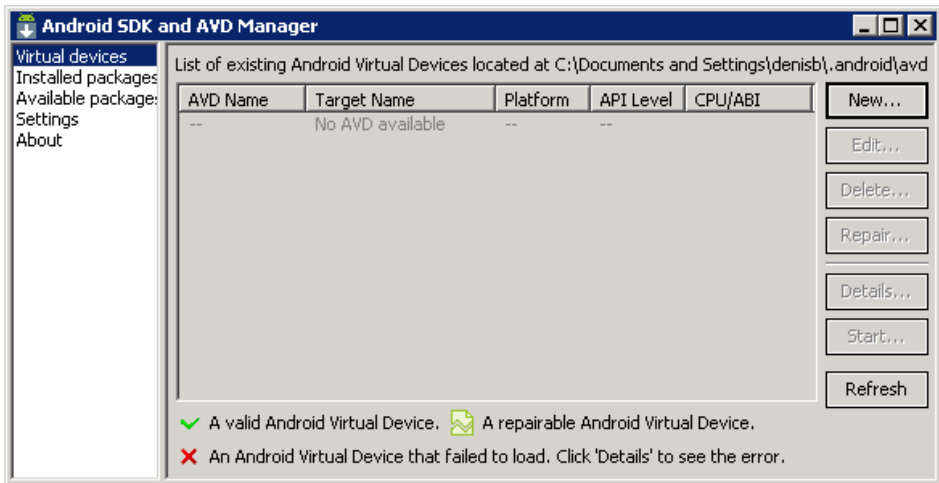 Android SDK and AVD Manager
Virtual devices
Installed packages
Available package
Settings
About
List of existing Android Virtual Devices located at C:\Documents and Settings\denisb\.android\avd
AVD Name Target Name Platform API Level CPU/ABI
-- No AVD available -- --
New...
Edit...
Delete...
Repair...
Details...
Start...
Refresh
A valid Android Virtual Device. A repairable Android Virtual Device.
An Android Virtual Device that failed to load. Click 'Details' to see the error.